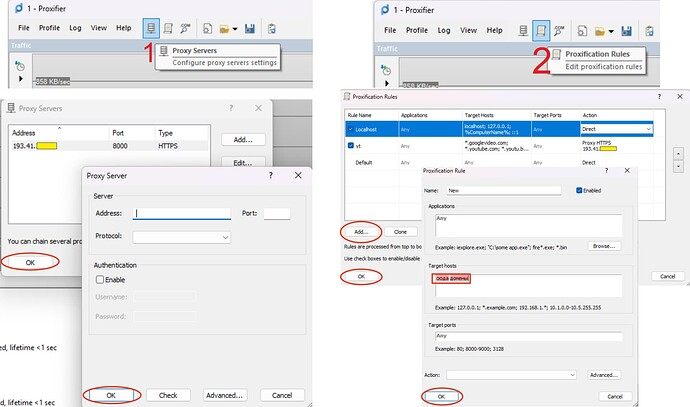 1 - Proxifier
File Profile Log View Help
Traffic
1
Proxy Servers
Configure proxy servers settings
858 KB/sec
Proxy Servers
Address Port Type
193.41. 8000 HTTPS
Add...
Edit...
You can chain several pro
OK
ed, lifetime <1 sec
ed, lifetime <1 sec
Proxy Server
Server
Address:
Port:
Protocol:
Authentication
Enable
Username:
Password:
OK Check Advanced... Cancel
1 - Proxifier
File Profile Log View Help
Traffic
2
Proxification Rules
Edit proxification rules
858 KB/sec
Proxification Rules
Rule Name Applications Target Hosts Target Ports Action
Localhost Any localhost; 127.0.0.1; %ComputerName%; ::1 Any Direct
Any *.googlevideo.com; *.youtube.com; *.youtu.b... Any Proxy HTTPS 193.41.
Default Any Any Any Direct
Add... Clone
Rules are processed from top to bo
Use check boxes to enable/disable
OK
Cancel
Proxification Rule
Name: New
Enabled
Applications
Any
Example: iexplore.exe; "C:\some app.exe"; fire*.exe; *.bin
Browse...
Target hosts
сюда домены
Example: 127.0.0.1; *.example.com; 192.168.1.*; 10.1.0.0-10.5.255.255
Target ports
Any
Example: 80; 8000-9000; 3128
Action:
Advanced...
OK Cancel